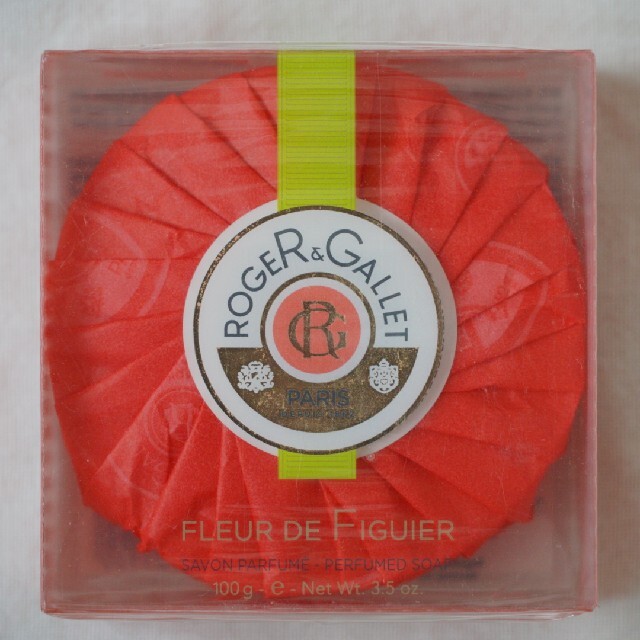 ROGER & GALLET
RG
PARIS
FLEUR DE FIGUIER
SAVON PARFUMÉ - PERFUMED SOAP
100g - e - Net Wt. 3.5 oz.